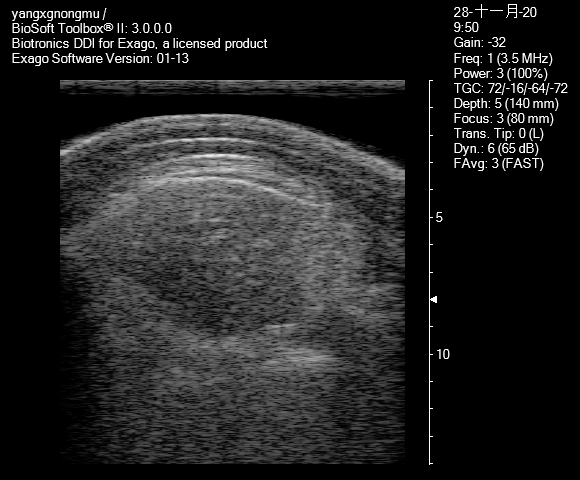 yangxgnongmu /
BioSoft Toolbox® II: 3.0.0.0
Biotronics DDI for Exago, a licensed product
Exago Software Version: 01-13
28-十一月-20
9:50
Gain: -32
Freq: 1 (3.5 MHz)
Power: 3 (100%)
TGC: 72/-16/-64/-72
Depth: 5 (140 mm)
Focus: 3 (80 mm)
Trans. Tip: 0 (L)
Dyn.: 6 (65 dB)
FAvg: 3 (FAST)
5
10